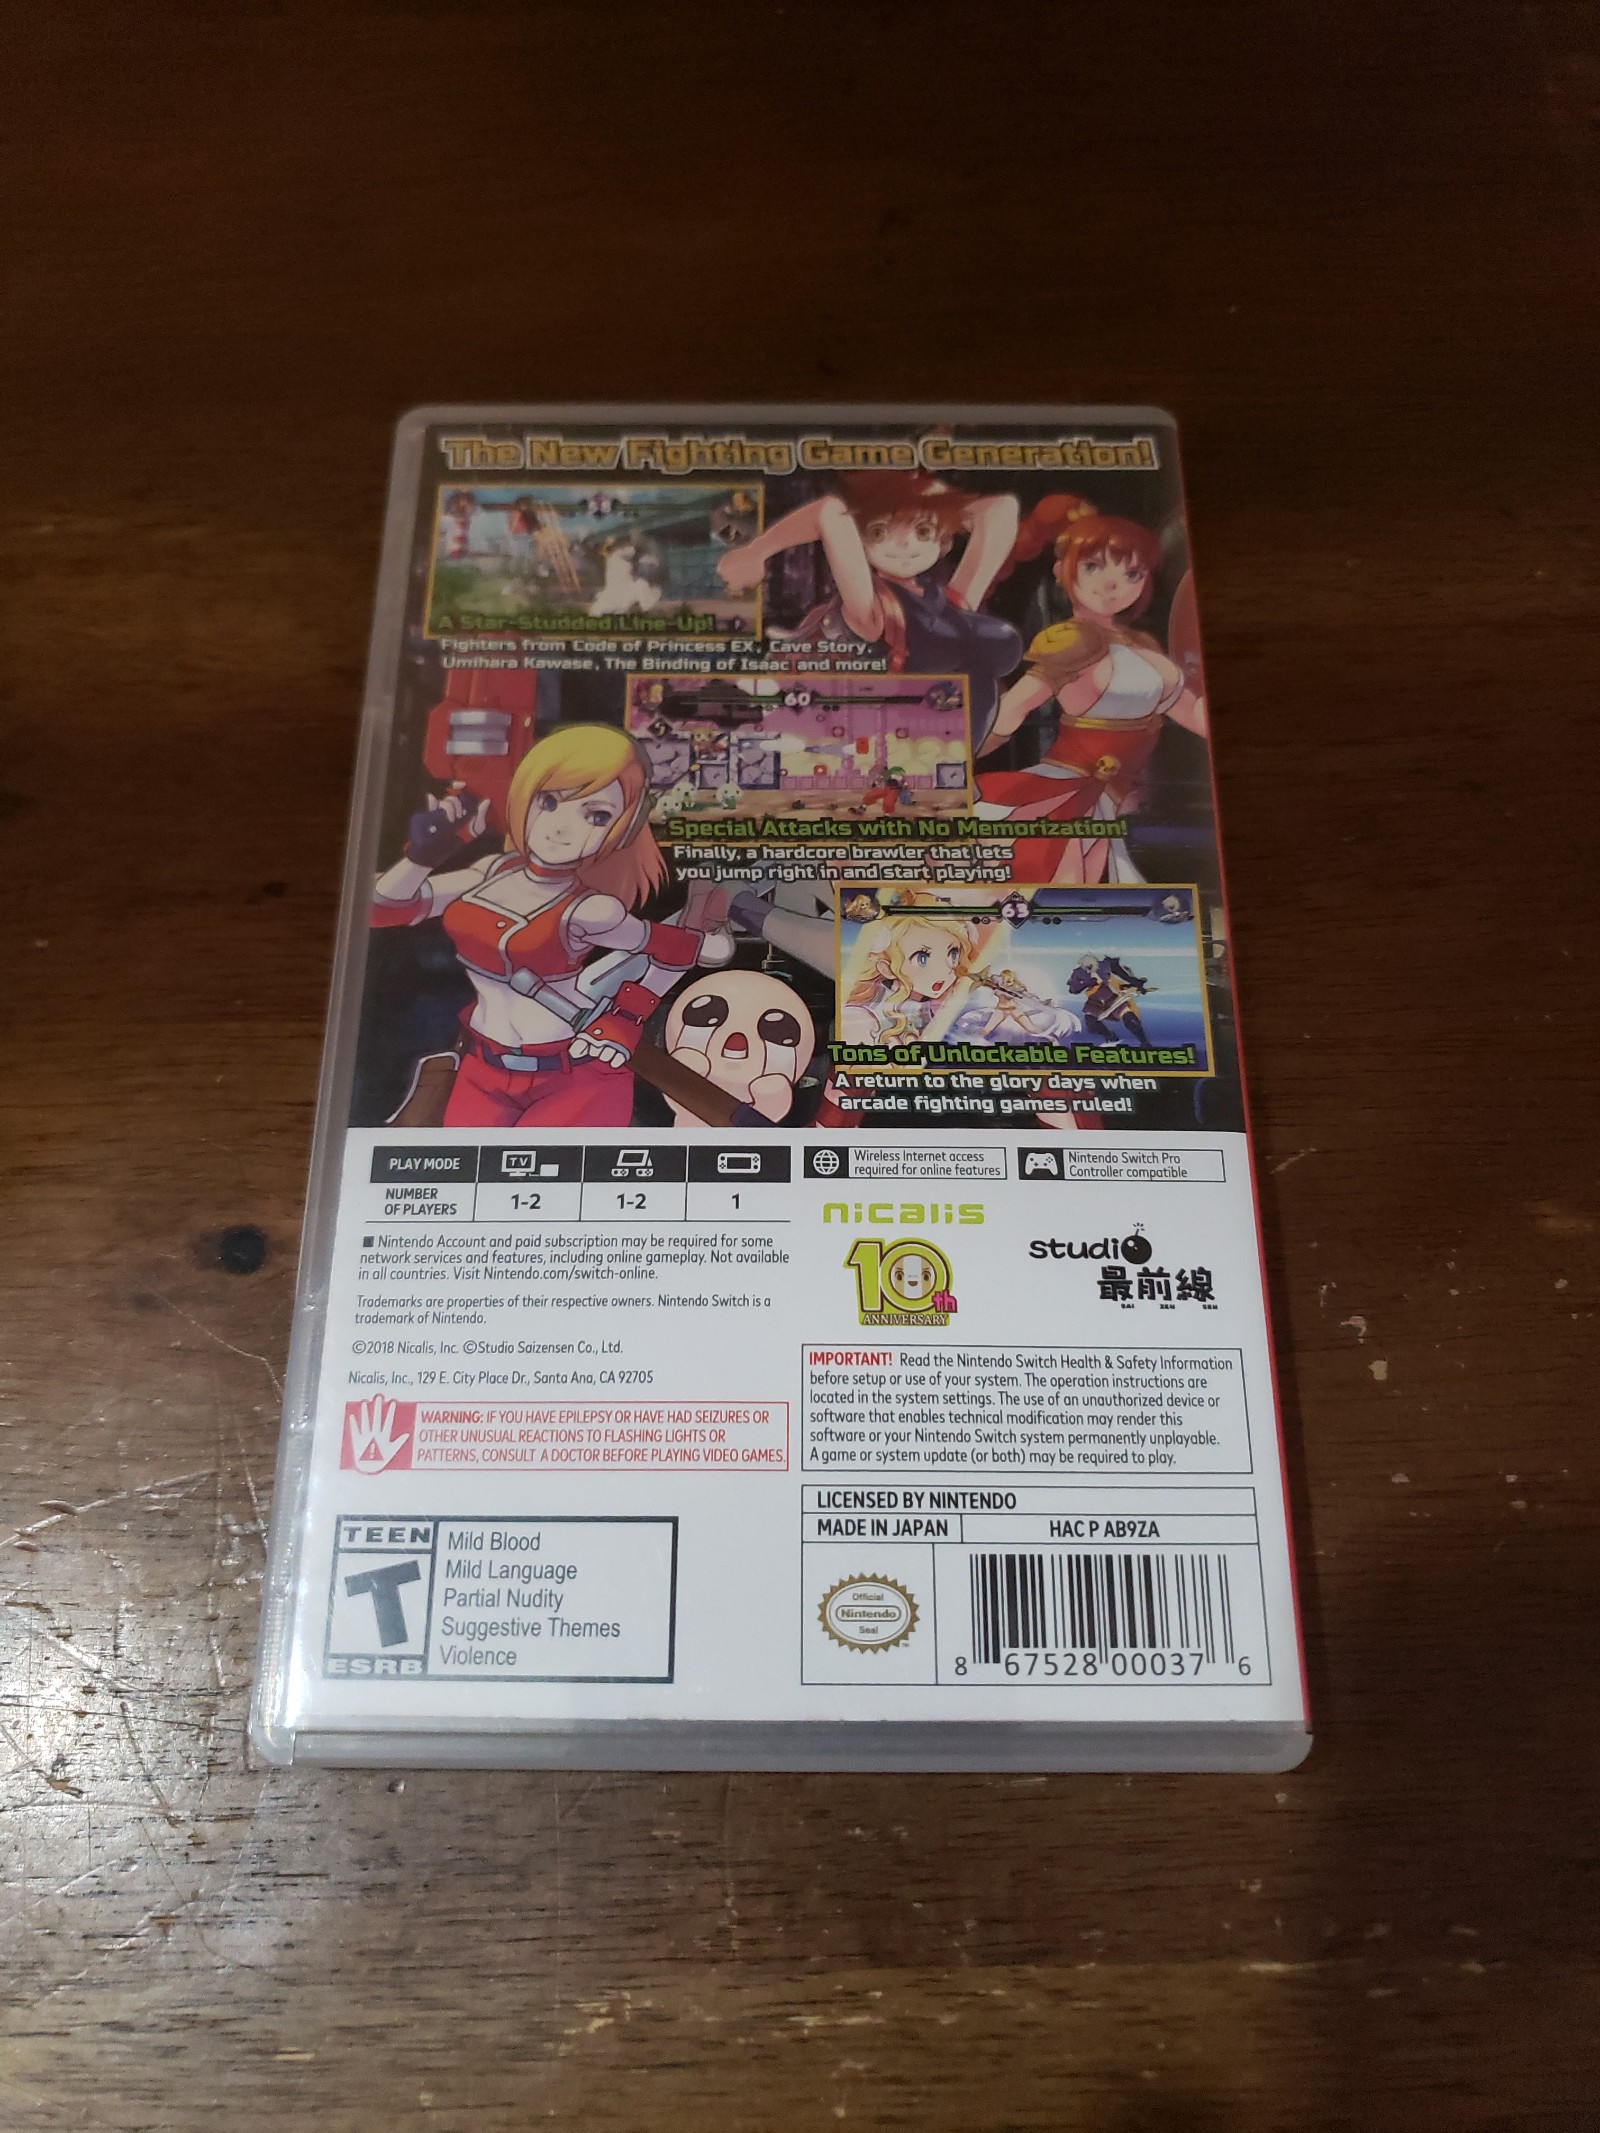 The New Fighting Game Generation!
A Star-Studded Line-Up!
Fighters from Code of Princess EX, Cave Story,
Umihara Kawase, The Binding of Isaac and more!
60
Special Attacks with No Memorization!
Finally, a hardcore brawler that lets
you jump right in and start playing!
63
Tons of Unlockable Features!
A return to the glory days when
arcade fighting games ruled!
PLAY MODE
TV
NUMBER
OF PLAYERS
1-2
1-2
1
Wireless Internet access
required for online features
Nintendo Switch Pro
Controller compatible
■ Nintendo Account and paid subscription may be required for some
network services and features, including online gameplay. Not available
in all countries. Visit Nintendo.com/switch-online.
Trademarks are properties of their respective owners. Nintendo Switch is a
trademark of Nintendo.
©2018 Nicalis, Inc. ©Studio Saizensen Co., Ltd.
Nicalis, Inc., 129 E. City Place Dr., Santa Ana, CA 92705
WARNING: IF YOU HAVE EPILEPSY OR HAVE HAD SEIZURES OR
OTHER UNUSUAL REACTIONS TO FLASHING LIGHTS OR
PATTERNS, CONSULT A DOCTOR BEFORE PLAYING VIDEO GAMES.
nicalis
10th
ANNIVERSARY
studio
最前線
SAI ZEN SEN
IMPORTANT! Read the Nintendo Switch Health & Safety Information
before setup or use of your system. The operation instructions are
located in the system settings. The use of an unauthorized device or
software that enables technical modification may render this
software or your Nintendo Switch system permanently unplayable.
A game or system update (or both) may be required to play.
TEEN
T
ESRB
Mild Blood
Mild Language
Partial Nudity
Suggestive Themes
Violence
LICENSED BY NINTENDO
MADE IN JAPAN
HAC P AB9ZA
Official
Nintendo
Seal
TM
8 67528 00037 6